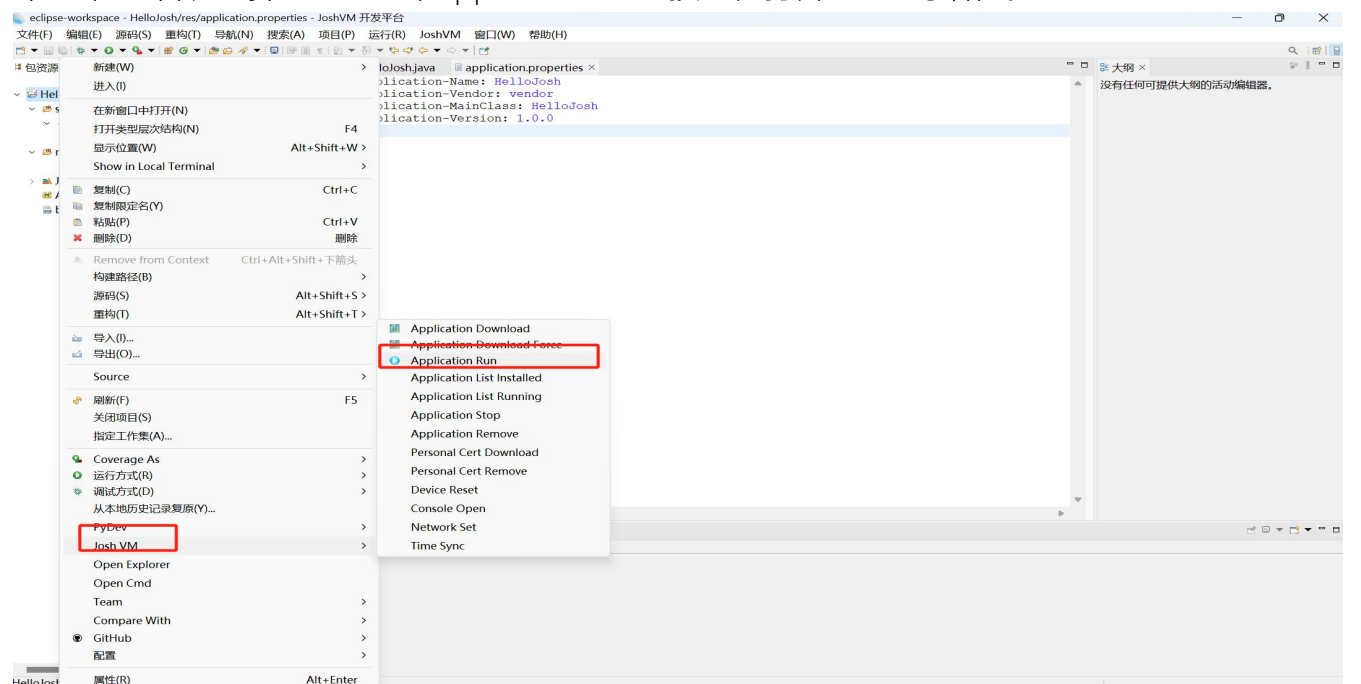 eclipse-workspace - HelloJosh/res/application.properties - JoshVM 开发平台
文件(F) 编辑(E) 源码(S) 重构(T) 导航(N) 搜索(A) 项目(P) 运行(R) JoshVM 窗口(W) 帮助(H)
包资源
Hel
loJosh.java
application.properties
大纲
没有任何可提供大纲的活动编辑器。
plication-Name: HelloJosh
plication-Vendor: vendor
plication-MainClass: HelloJosh
plication-Version: 1.0.0
新建(W)
进入(I)
在新窗口中打开(N)
打开类型层次结构(N) F4
显示位置(W) Alt+Shift+W
Show in Local Terminal
复制(C) Ctrl+C
复制限定名(Y)
粘贴(P) Ctrl+V
删除(D) 删除
Remove from Context Ctrl+Alt+Shift+下箭头
构建路径(B)
源码(S) Alt+Shift+S
重构(T) Alt+Shift+T
导入(I)...
导出(O)...
Source
刷新(F) F5
关闭项目(S)
指定工作集(A)...
Coverage As
运行方式(R)
调试方式(D)
从本地历史记录复原(Y)...
PyDev
Josh VM
Open Explorer
Open Cmd
Team
Compare With
GitHub
配置
属性(R) Alt+Enter
Application Download
Application Download Force
Application Run
Application List Installed
Application List Running
Application Stop
Application Remove
Personal Cert Download
Personal Cert Remove
Device Reset
Console Open
Network Set
Time Sync